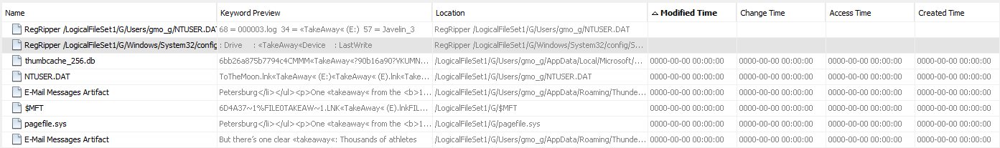 Name Keyword Preview Location Modified Time Change Time Access Time Created Time
RegRipper /LogicalFileSet1/G/Users/gmo_g/NTUSER.DAT 68 = 000003.log 34 = «TakeAway« (E:) 57 = Javelin_3 RegRipper /LogicalFileSet1/G/Users/gmo_g/NTUSER.DAT
RegRipper /LogicalFileSet1/G/Windows/System32/config : Drive : «TakeAway«Device : LastWrite RegRipper /LogicalFileSet1/G/Windows/System32/config/S...
thumbcache_256.db 6bb26a875b7794c4CMMM«TakeAway«?90b16a90?VKUMN... /LogicalFileSet1/G/Users/gmo_g/AppData/Local/Microsoft/... 0000-00-00 00:00:00 0000-00-00 00:00:00 0000-00-00 00:00:00 0000-00-00 00:00:00
NTUSER.DAT ToTheMoon.lnk«TakeAway« (E:)«TakeAway« (E).lnk«Take... /LogicalFileSet1/G/Users/gmo_g/NTUSER.DAT 0000-00-00 00:00:00 0000-00-00 00:00:00 0000-00-00 00:00:00 0000-00-00 00:00:00
E-Mail Messages Artifact Petersburg</li></ul><p>One «takeaway« from the <b>1... /LogicalFileSet1/G/Users/gmo_g/AppData/Roaming/Thunde... 0000-00-00 00:00:00 0000-00-00 00:00:00 0000-00-00 00:00:00 0000-00-00 00:00:00
$MFT 6D4A37~1%FILE0TAKEAW~1.LNK«TakeAway« (E).lnkFIL... /LogicalFileSet1/G/$MFT 0000-00-00 00:00:00 0000-00-00 00:00:00 0000-00-00 00:00:00 0000-00-00 00:00:00
pagefile.sys Petersburg</li></ul><p>One «takeaway« from the <b>1... /LogicalFileSet1/G/pagefile.sys 0000-00-00 00:00:00 0000-00-00 00:00:00 0000-00-00 00:00:00 0000-00-00 00:00:00
E-Mail Messages Artifact But there's one clear «takeaway«: Thousands of athletes /LogicalFileSet1/G/Users/gmo_g/AppData/Roaming/Thunde... 0000-00-00 00:00:00 0000-00-00 00:00:00 0000-00-00 00:00:00 0000-00-00 00:00:00